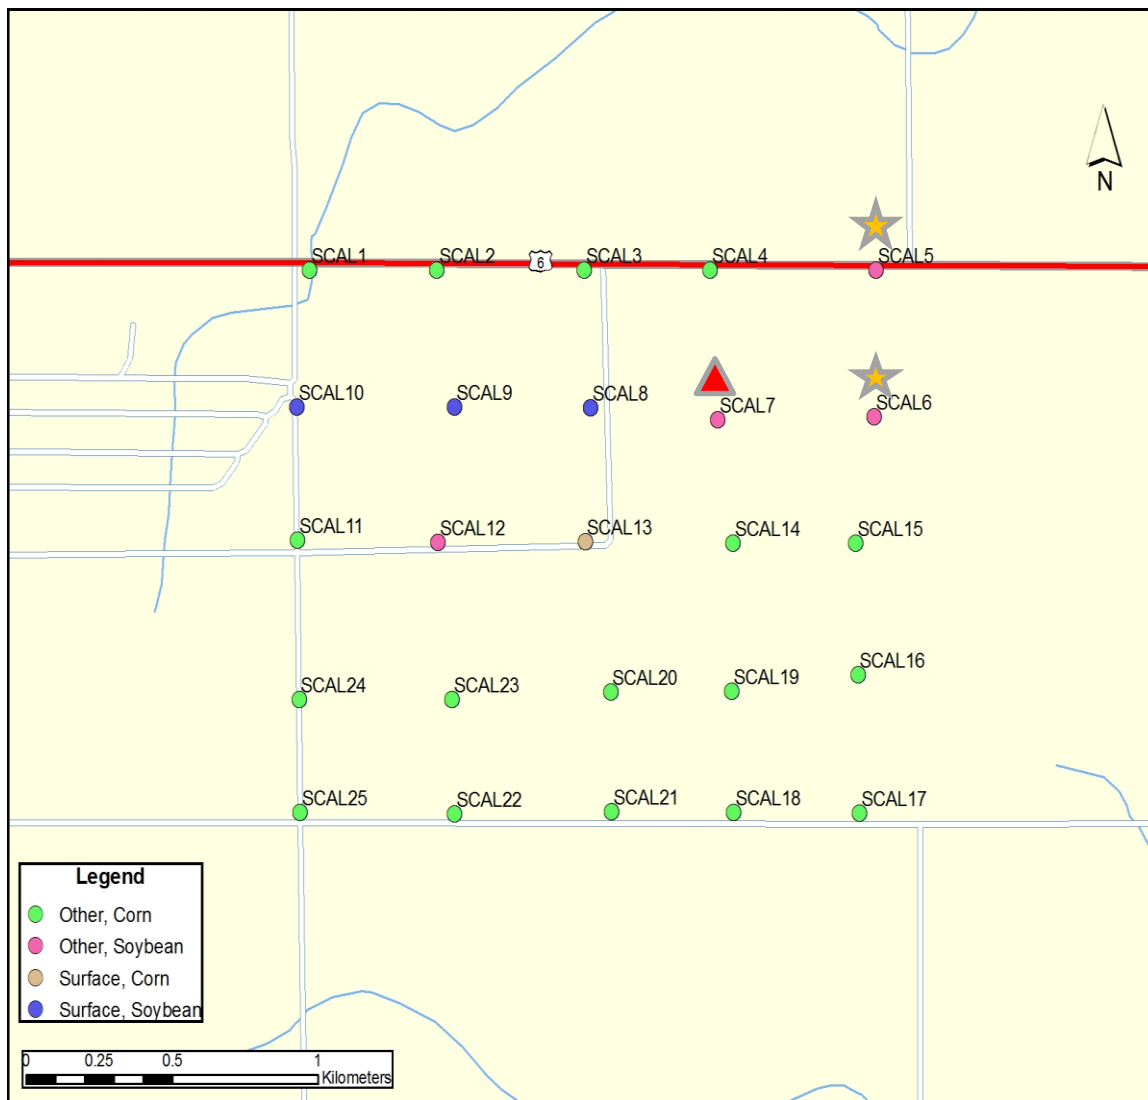 N
SCAL1
SCAL2
6
SCAL3
SCAL4
SCAL5
SCAL10
SCAL9
SCAL8
SCAL7
SCAL6
SCAL11
SCAL12
SCAL13
SCAL14
SCAL15
SCAL24
SCAL23
SCAL20
SCAL19
SCAL16
SCAL25
SCAL22
SCAL21
SCAL18
SCAL17
Legend
Other, Corn
Other, Soybean
Surface, Corn
Surface, Soybean
0 0.25 0.5 1
Kilometers